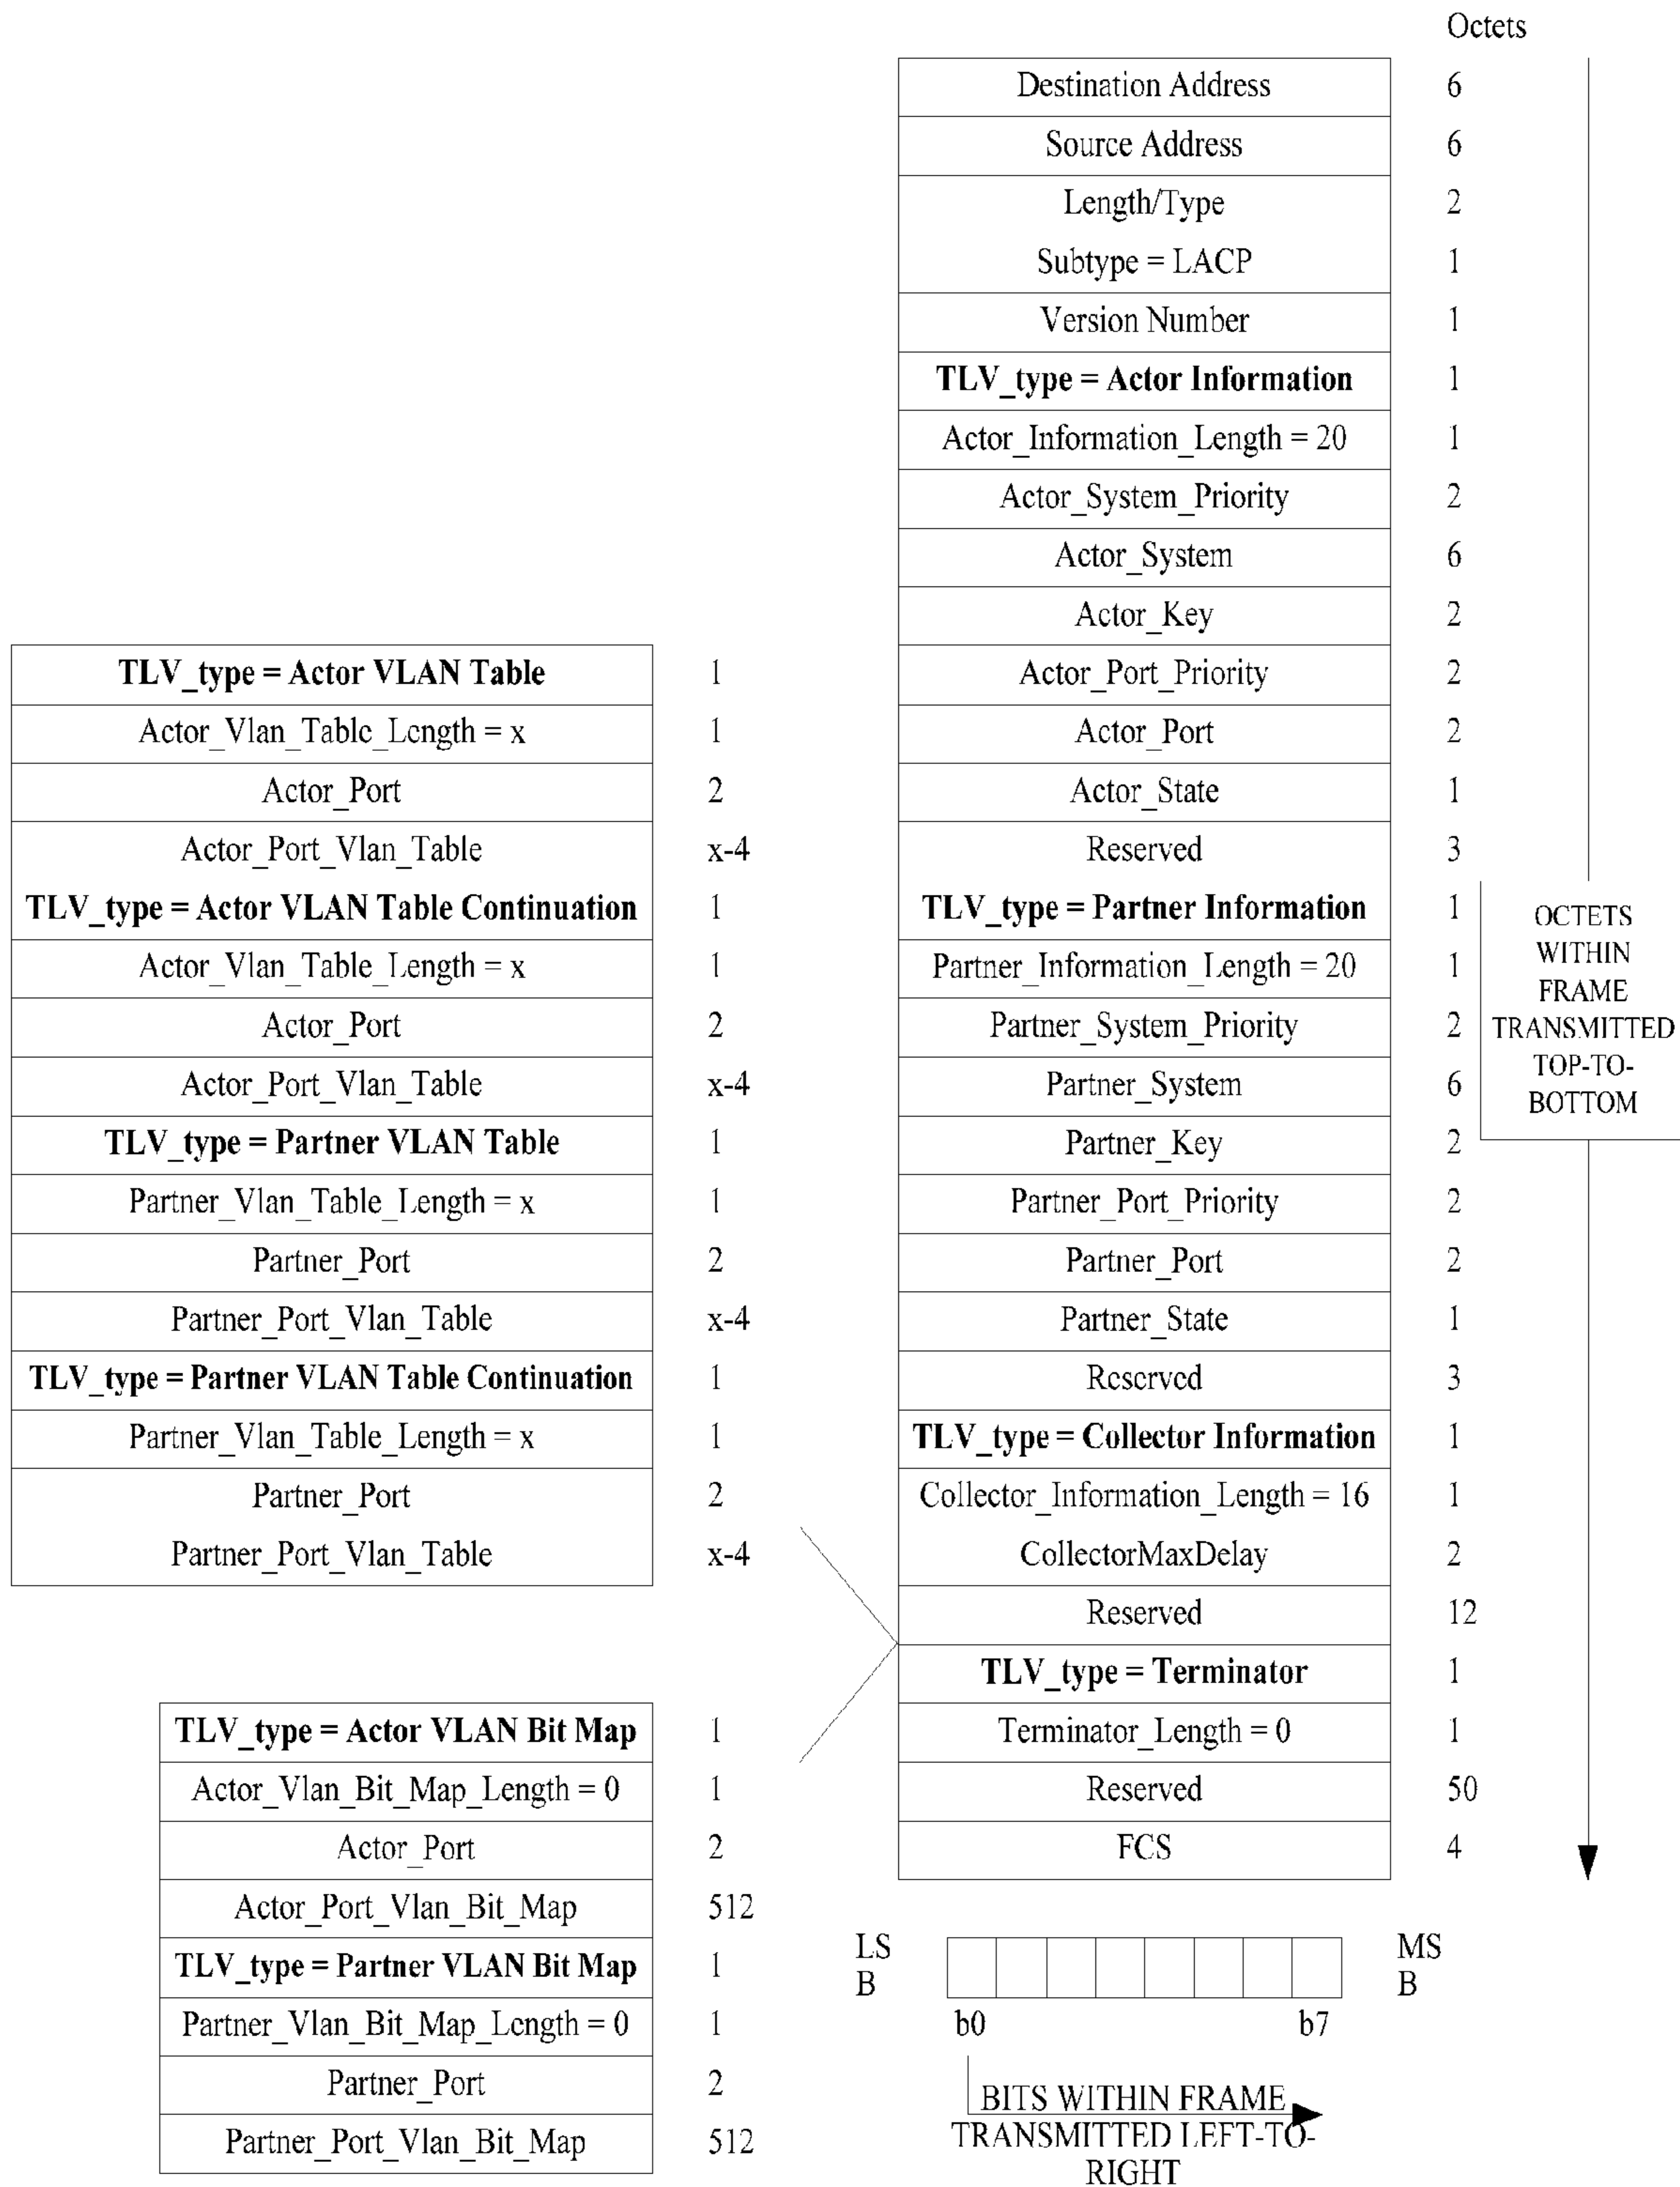 Octets
Destination Address 6
Source Address 6
Length/Type 2
Subtype = LACP 1
Version Number 1
TLV_type = Actor Information 1
Actor_Information_Length = 20 1
Actor_System_Priority 2
Actor_System 6
Actor_Key 2
Actor_Port_Priority 2
Actor_Port 2
Actor_State 1
Reserved 3
TLV_type = Partner Information 1
Partner_Information_Length = 20 1
Partner_System_Priority 2
Partner_System 6
Partner_Key 2
Partner_Port_Priority 2
Partner_Port 2
Partner_State 1
Reserved 3
TLV_type = Collector Information 1
Collector_Information_Length = 16 1
CollectorMaxDelay 2
Reserved 12
TLV_type = Terminator 1
Terminator_Length = 0 1
Reserved 50
FCS 4
OCTETS
WITHIN
FRAME
TRANSMITTED
TOP-TO-
BOTTOM
TLV_type = Actor VLAN Table 1
Actor_Vlan_Table_Length = x 1
Actor_Port 2
Actor_Port_Vlan_Table x-4
TLV_type = Actor VLAN Table Continuation 1
Actor_Vlan_Table_Length = x 1
Actor_Port 2
Actor_Port_Vlan_Table x-4
TLV_type = Partner VLAN Table 1
Partner_Vlan_Table_Length = x 1
Partner_Port 2
Partner_Port_Vlan_Table x-4
TLV_type = Partner VLAN Table Continuation 1
Partner_Vlan_Table_Length = x 1
Partner_Port 2
Partner_Port_Vlan_Table x-4
TLV_type = Actor VLAN Bit Map 1
Actor_Vlan_Bit_Map_Length = 0 1
Actor_Port 2
Actor_Port_Vlan_Bit_Map 512
TLV_type = Partner VLAN Bit Map 1
Partner_Vlan_Bit_Map_Length = 0 1
Partner_Port 2
Partner_Port_Vlan_Bit_Map 512
LS MS
B B
b0 b7
BITS WITHIN FRAME
TRANSMITTED LEFT-TO-
RIGHT